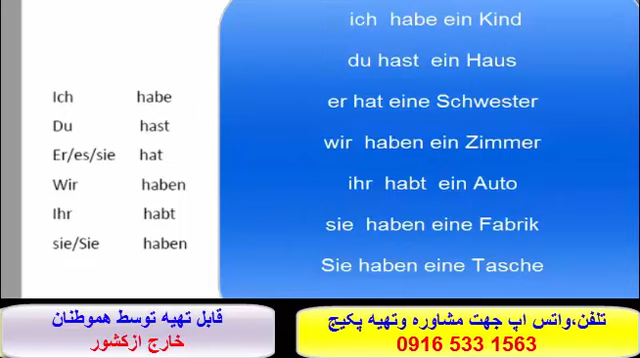 Ich habe
Du hast
Er/es/sie hat
Wir haben
Ihr habt
sie/Sie haben
ich habe ein Kind
du hast ein Haus
er hat eine Schwester
wir haben ein Zimmer
ihr habt ein Auto
sie haben eine Fabrik
Sie haben eine Tasche
قابل تهیه توسط هموطنان
خارج ازکشور
تلفن،واتس اپ جهت مشاوره وتهیه پکیج
0916 533 1563